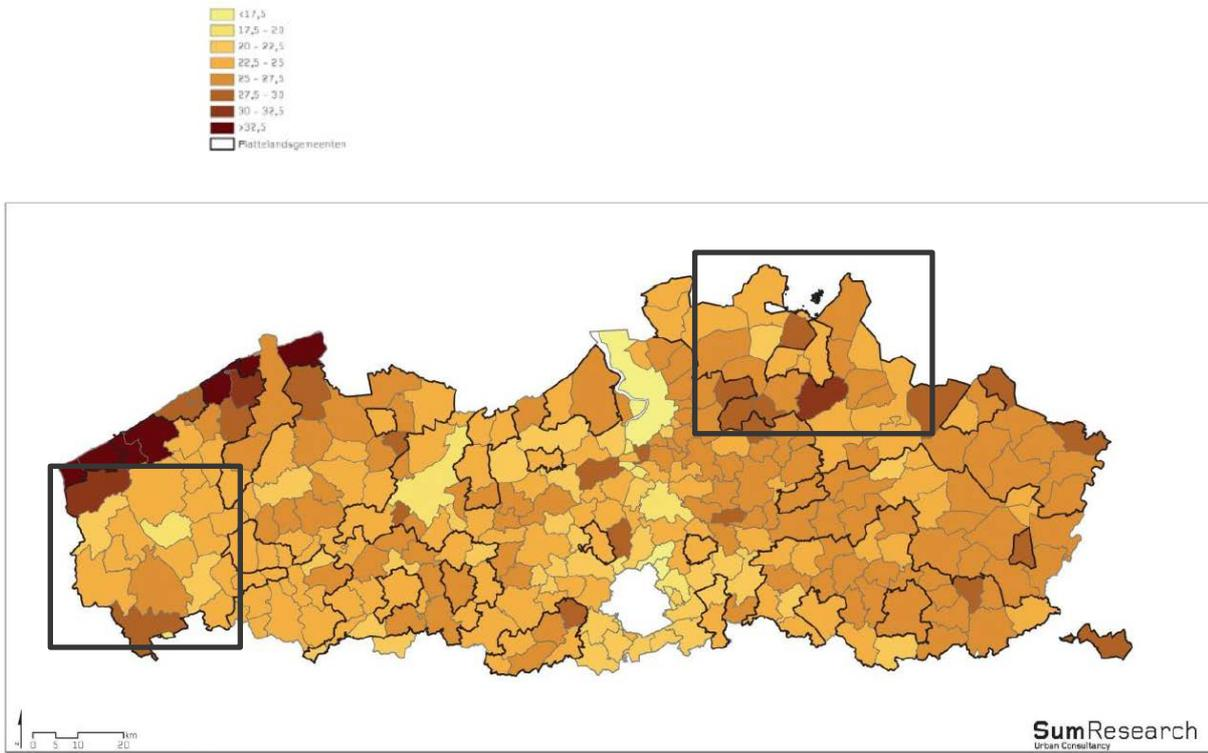 <17,5
17,5 - 20
20 - 22,5
22,5 - 25
25 - 27,5
27,5 - 30
30 - 32,5
>32,5
Plattelandsgemeenten
N 0 5 10 20 km
SumResearch
Urban Consultancy